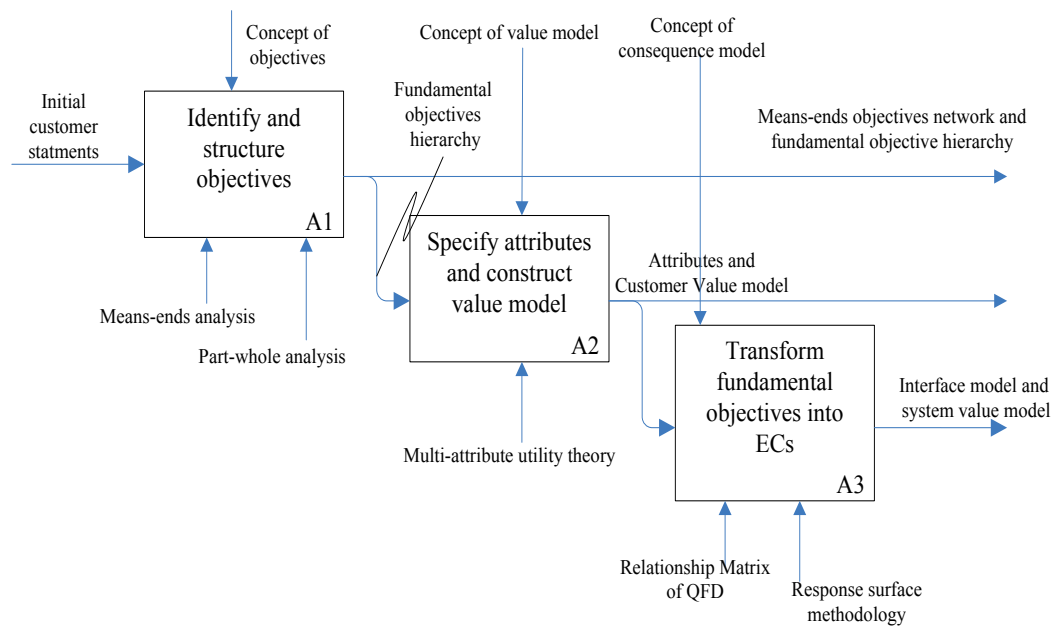 Concept of
objectives
Concept of value model
Concept of
consequence model
Initial
customer
statments
Identify and
structure
objectives
A1
Fundamental
objectives
hierarchy
Means-ends objectives network and
fundamental objective hierarchy
Means-ends analysis
Part-whole analysis
Specify attributes
and construct
value model
A2
Attributes and
Customer Value model
Multi-attribute utility theory
Transform
fundamental
objectives into
ECs
A3
Interface model and
system value model
Relationship Matrix
of QFD
Response surface
methodology